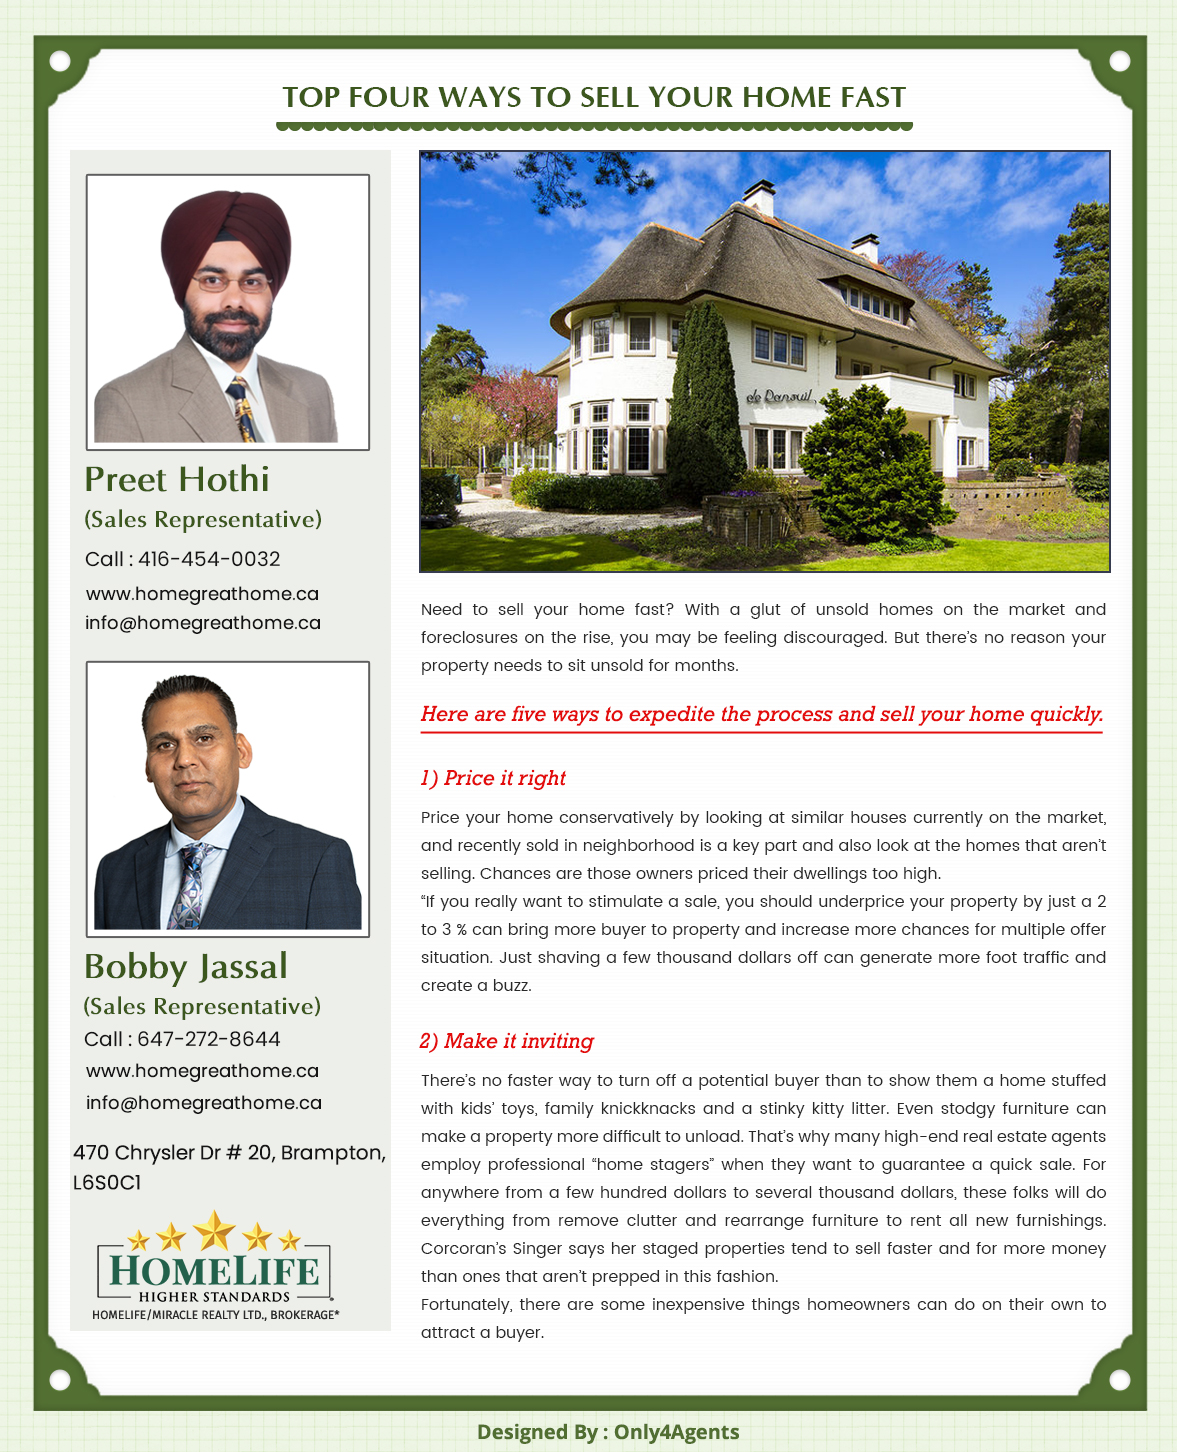 TOP FOUR WAYS TO SELL YOUR HOME FAST
Preet Hothi
(Sales Representative)
Call : 416-454-0032
www.homegreathome.ca
info@homegreathome.ca
Bobby Jassal
(Sales Representative)
Call : 647-272-8644
www.homegreathome.ca
info@homegreathome.ca
470 Chrysler Dr # 20, Brampton,
L6S0C1
HOMELIFE
HIGHER STANDARDS
HOMELIFE/MIRACLE REALTY LTD., BROKERAGE*
Need to sell your home fast? With a glut of unsold homes on the market and
foreclosures on the rise, you may be feeling discouraged. But there’s no reason your
property needs to sit unsold for months.
Here are five ways to expedite the process and sell your home quickly.
1) Price it right
Price your home conservatively by looking at similar houses currently on the market,
and recently sold in neighborhood is a key part and also look at the homes that aren’t
selling. Chances are those owners priced their dwellings too high.
“If you really want to stimulate a sale, you should underprice your property by just a 2
to 3 % can bring more buyer to property and increase more chances for multiple offer
situation. Just shaving a few thousand dollars off can generate more foot traffic and
create a buzz.
2) Make it inviting
There’s no faster way to turn off a potential buyer than to show them a home stuffed
with kids’ toys, family knickknacks and a stinky kitty litter. Even stodgy furniture can
make a property more difficult to unload. That’s why many high-end real estate agents
employ professional “home stagers” when they want to guarantee a quick sale. For
anywhere from a few hundred dollars to several thousand dollars, these folks will do
everything from remove clutter and rearrange furniture to rent all new furnishings.
Corcoran’s Singer says her staged properties tend to sell faster and for more money
than ones that aren’t prepped in this fashion.
Fortunately, there are some inexpensive things homeowners can do on their own to
attract a buyer.
Designed By : Only4Agents